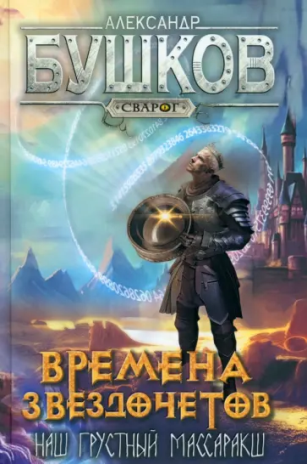 АЛЕКСАНДР
БУШКОВ
СВАРОГ
ВРЕМЕНА
ЗВЕЗДОЧЕТОВ
НАШ ГРУСТНЫЙ МАССАРАКШ